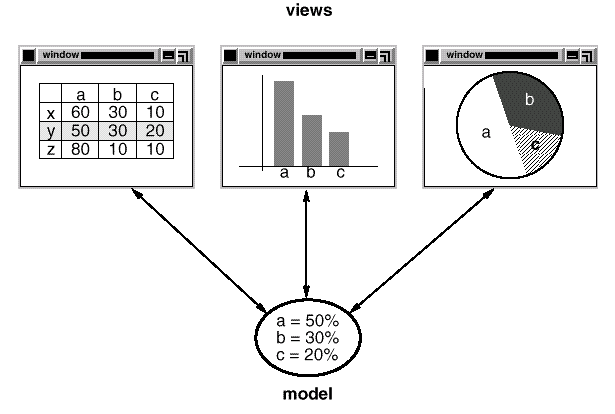 views
window
window
window
a b c
x 60 30 10
y 50 30 20
z 80 10 10
a b c
a
b
c
a = 50%
b = 30%
c = 20%
model